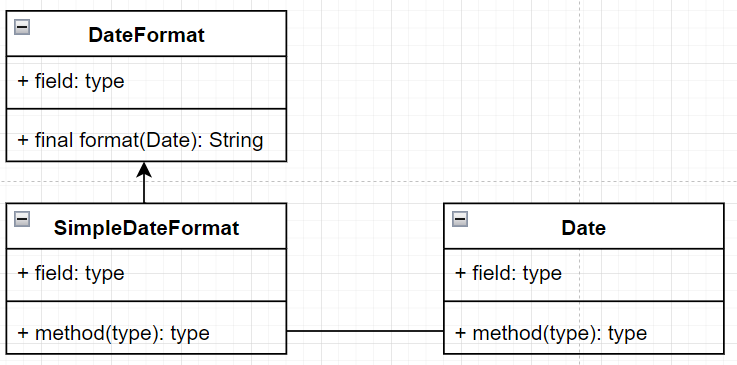 DateFormat
+ field: type
+ final format(Date): String
SimpleDateFormat
+ field: type
+ method(type): type
Date
+ field: type
+ method(type): type